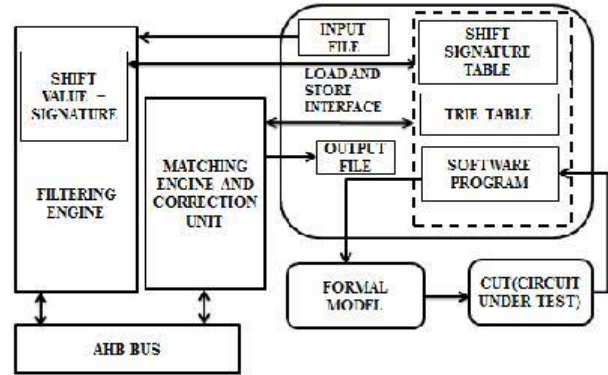 INPUT
FILE
SHIFT
SIGNATURE
TABLE
SHIFT
VALUE –
SIGNATURE
LOAD AND
STORE
INTERFACE
TRIE TABLE
MATCHING
ENGINE AND
CORRECTION
UNIT
OUTPUT
FILE
SOFTWARE
PROGRAM
FILTERING
ENGINE
FORMAL
MODEL
CUT(CIRCUIT
UNDER TEST)
AHB BUS